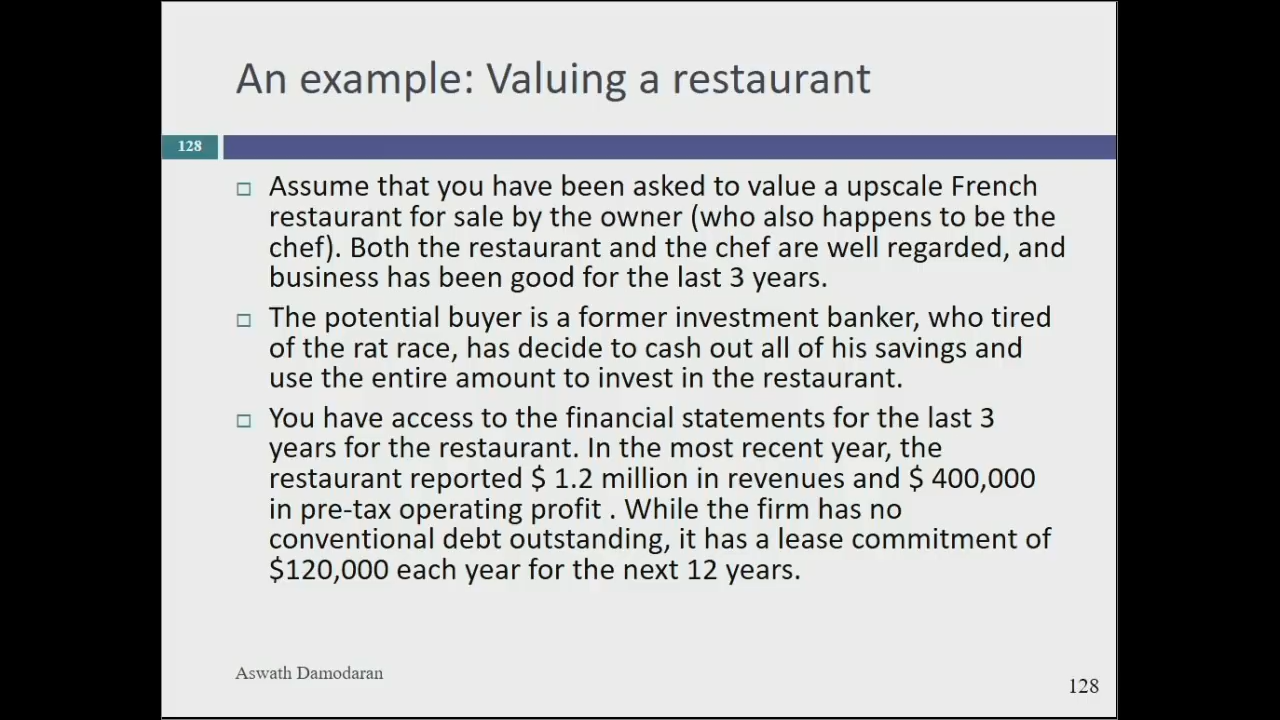 An example: Valuing a restaurant
128
Assume that you have been asked to value a upscale French
restaurant for sale by the owner (who also happens to be the
chef). Both the restaurant and the chef are well regarded, and
business has been good for the last 3 years.
The potential buyer is a former investment banker, who tired
of the rat race, has decide to cash out all of his savings and
use the entire amount to invest in the restaurant.
You have access to the financial statements for the last 3
years for the restaurant. In the most recent year, the
restaurant reported $ 1.2 million in revenues and $ 400,000
in pre-tax operating profit . While the firm has no
conventional debt outstanding, it has a lease commitment of
$120,000 each year for the next 12 years.
Aswath Damodaran
128